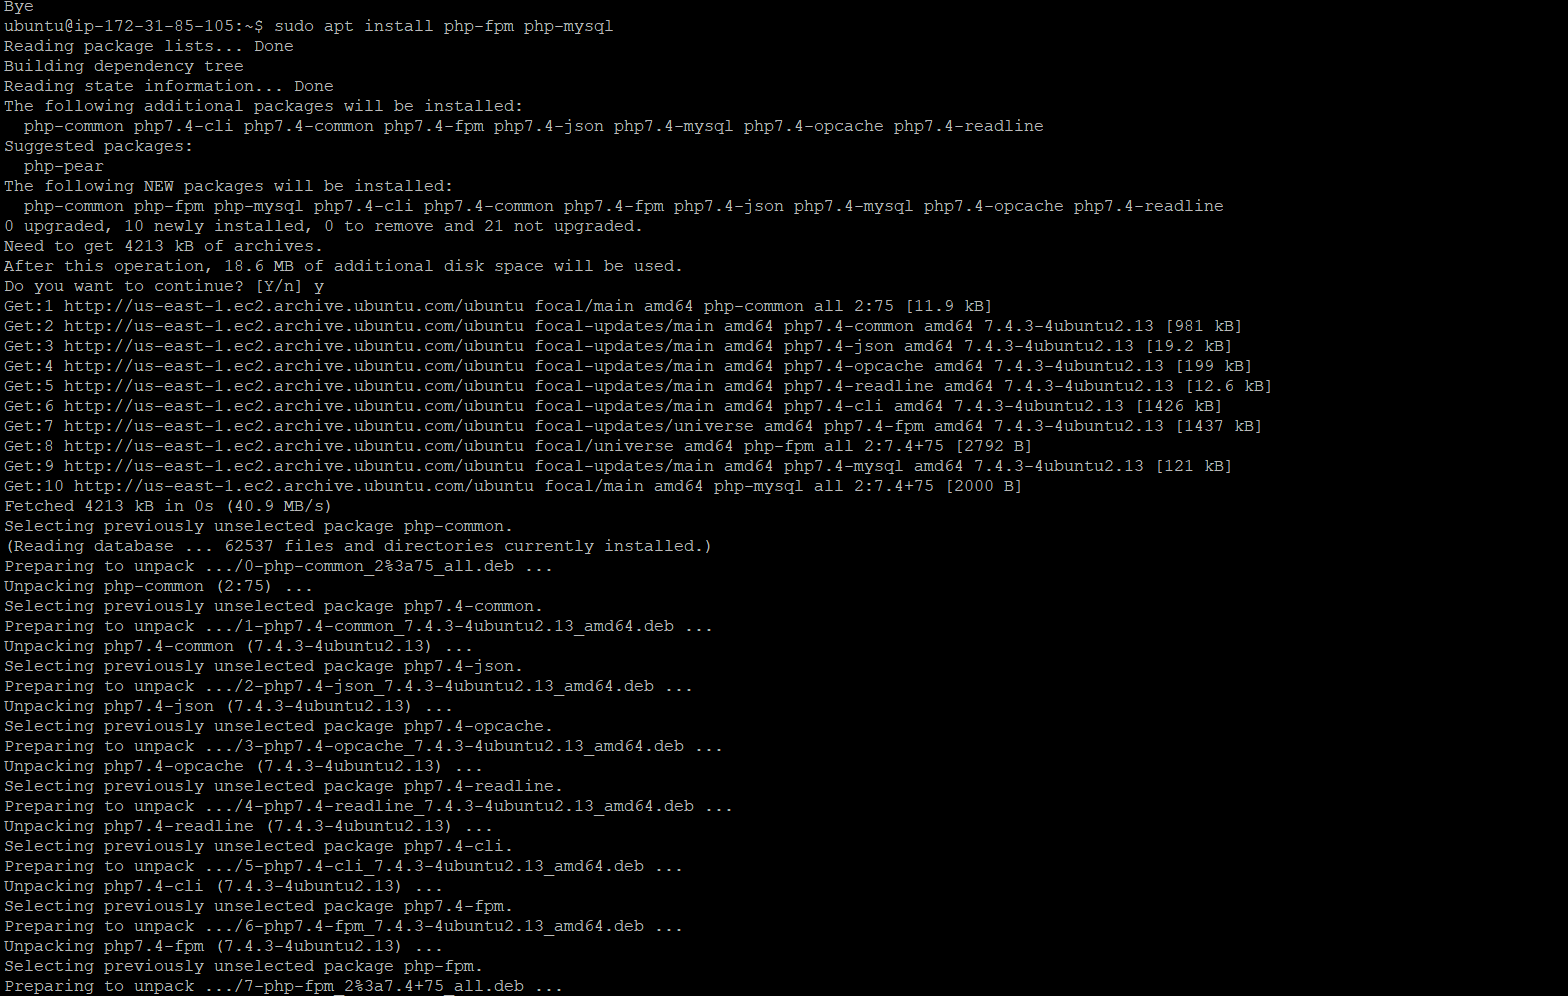 Bye
ubuntu@ip-172-31-85-105:~$ sudo apt install php-fpm php-mysql
Reading package lists... Done
Building dependency tree
Reading state information... Done
The following additional packages will be installed:
  php-common php7.4-cli php7.4-common php7.4-fpm php7.4-json php7.4-mysql php7.4-opcache php7.4-readline
Suggested packages:
  php-pear
The following NEW packages will be installed:
  php-common php-fpm php-mysql php7.4-cli php7.4-common php7.4-fpm php7.4-json php7.4-mysql php7.4-opcache php7.4-readline
0 upgraded, 10 newly installed, 0 to remove and 21 not upgraded.
Need to get 4213 kB of archives.
After this operation, 18.6 MB of additional disk space will be used.
Do you want to continue? [Y/n] y
Get:1 http://us-east-1.ec2.archive.ubuntu.com/ubuntu focal/main amd64 php-common all 2:75 [11.9 kB]
Get:2 http://us-east-1.ec2.archive.ubuntu.com/ubuntu focal-updates/main amd64 php7.4-common amd64 7.4.3-4ubuntu2.13 [981 kB]
Get:3 http://us-east-1.ec2.archive.ubuntu.com/ubuntu focal-updates/main amd64 php7.4-json amd64 7.4.3-4ubuntu2.13 [19.2 kB]
Get:4 http://us-east-1.ec2.archive.ubuntu.com/ubuntu focal-updates/main amd64 php7.4-opcache amd64 7.4.3-4ubuntu2.13 [199 kB]
Get:5 http://us-east-1.ec2.archive.ubuntu.com/ubuntu focal-updates/main amd64 php7.4-readline amd64 7.4.3-4ubuntu2.13 [12.6 kB]
Get:6 http://us-east-1.ec2.archive.ubuntu.com/ubuntu focal-updates/main amd64 php7.4-cli amd64 7.4.3-4ubuntu2.13 [1426 kB]
Get:7 http://us-east-1.ec2.archive.ubuntu.com/ubuntu focal-updates/universe amd64 php7.4-fpm amd64 7.4.3-4ubuntu2.13 [1437 kB]
Get:8 http://us-east-1.ec2.archive.ubuntu.com/ubuntu focal/universe amd64 php-fpm all 2:7.4+75 [2792 B]
Get:9 http://us-east-1.ec2.archive.ubuntu.com/ubuntu focal-updates/main amd64 php7.4-mysql amd64 7.4.3-4ubuntu2.13 [121 kB]
Get:10 http://us-east-1.ec2.archive.ubuntu.com/ubuntu focal/main amd64 php-mysql all 2:7.4+75 [2000 B]
Fetched 4213 kB in 0s (40.9 MB/s)
Selecting previously unselected package php-common.
(Reading database ... 62537 files and directories currently installed.)
Preparing to unpack .../0-php-common_2%3a75_all.deb ...
Unpacking php-common (2:75) ...
Selecting previously unselected package php7.4-common.
Preparing to unpack .../1-php7.4-common_7.4.3-4ubuntu2.13_amd64.deb ...
Unpacking php7.4-common (7.4.3-4ubuntu2.13) ...
Selecting previously unselected package php7.4-json.
Preparing to unpack .../2-php7.4-json_7.4.3-4ubuntu2.13_amd64.deb ...
Unpacking php7.4-json (7.4.3-4ubuntu2.13) ...
Selecting previously unselected package php7.4-opcache.
Preparing to unpack .../3-php7.4-opcache_7.4.3-4ubuntu2.13_amd64.deb ...
Unpacking php7.4-opcache (7.4.3-4ubuntu2.13) ...
Selecting previously unselected package php7.4-readline.
Preparing to unpack .../4-php7.4-readline_7.4.3-4ubuntu2.13_amd64.deb ...
Unpacking php7.4-readline (7.4.3-4ubuntu2.13) ...
Selecting previously unselected package php7.4-cli.
Preparing to unpack .../5-php7.4-cli_7.4.3-4ubuntu2.13_amd64.deb ...
Unpacking php7.4-cli (7.4.3-4ubuntu2.13) ...
Selecting previously unselected package php7.4-fpm.
Preparing to unpack .../6-php7.4-fpm_7.4.3-4ubuntu2.13_amd64.deb ...
Unpacking php7.4-fpm (7.4.3-4ubuntu2.13) ...
Selecting previously unselected package php-fpm.
Preparing to unpack .../7-php-fpm_2%3a7.4+75_all.deb ...